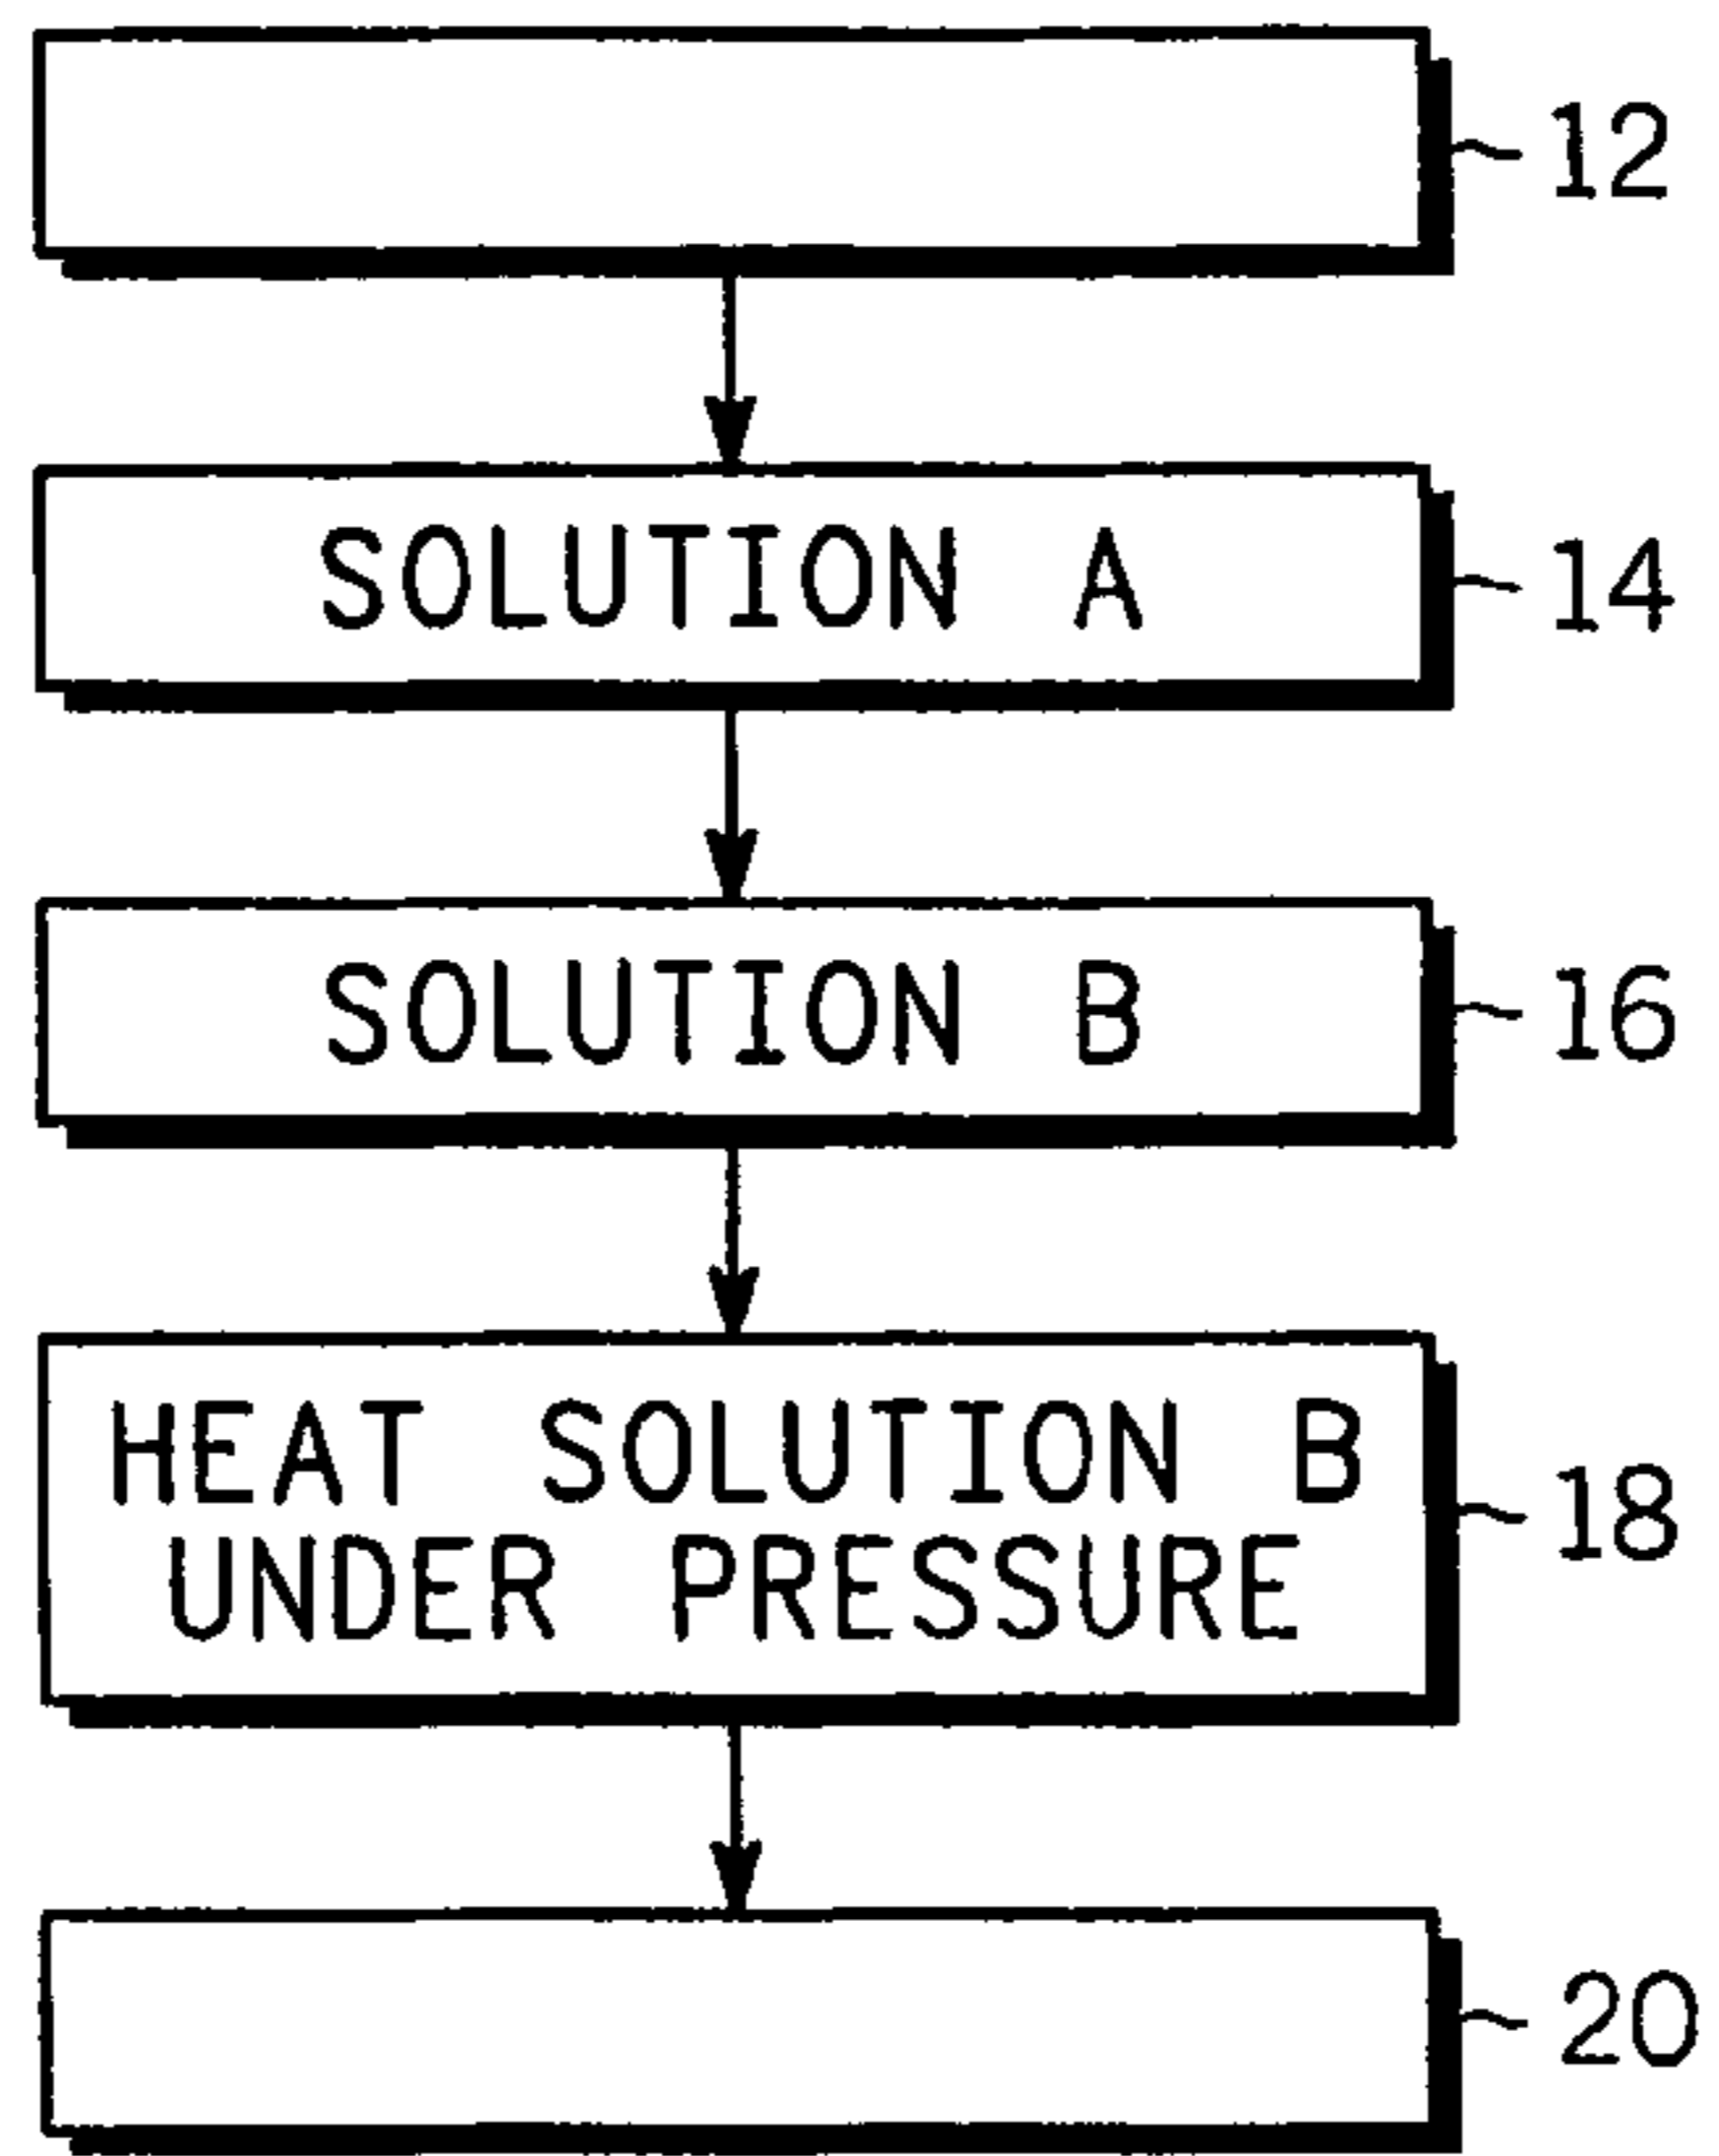 12
SOLUTION A
14
SOLUTION B
16
HEAT SOLUTION B
UNDER PRESSURE
18
20